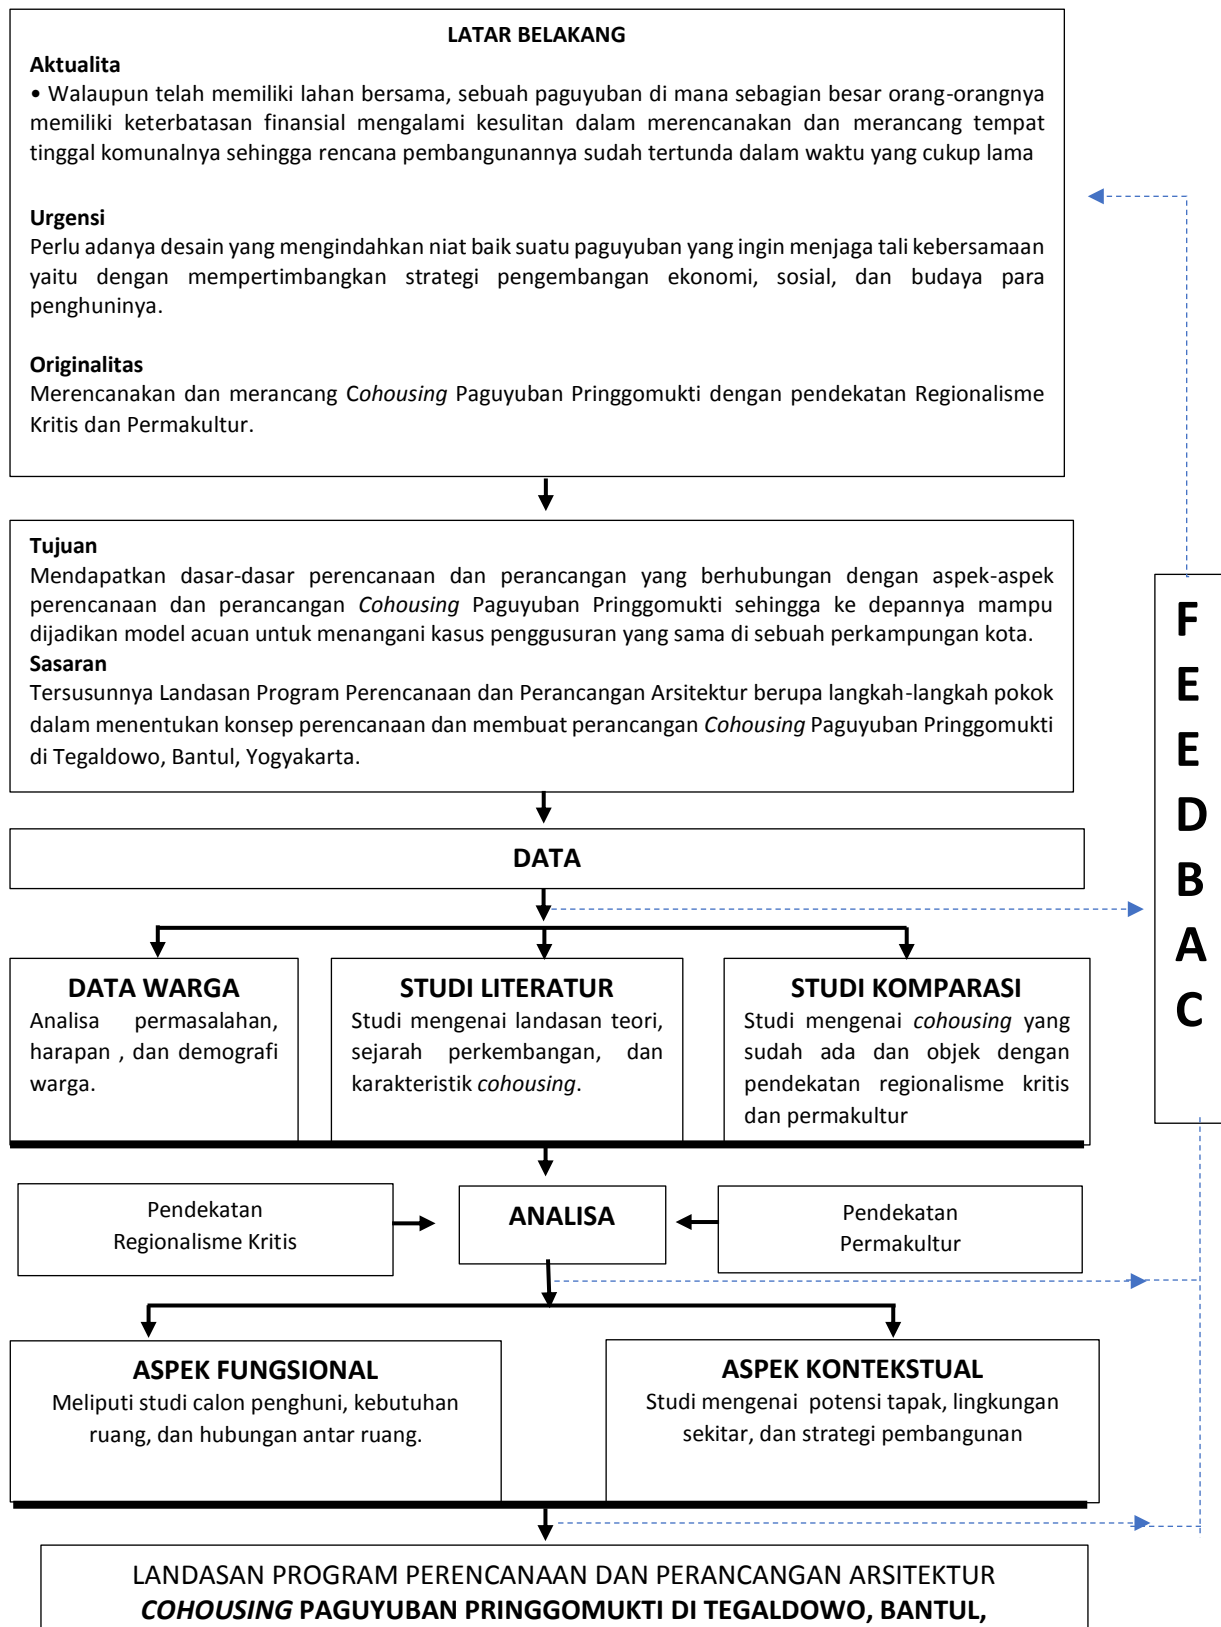 LATAR BELAKANG
Aktualita
• Walaupun telah memiliki lahan bersama, sebuah paguyuban di mana sebagian besar orang-orangnya
memiliki keterbatasan finansial mengalami kesulitan dalam merencanakan dan merancang tempat
tinggal komunalnya sehingga rencana pembangunannya sudah tertunda dalam waktu yang cukup lama
Urgensi
Perlu adanya desain yang mengindahkan niat baik suatu paguyuban yang ingin menjaga tali kebersamaan
yaitu dengan mempertimbangkan strategi pengembangan ekonomi, sosial, dan budaya para
penghuninya.
Originalitas
Merencanakan dan merancang Cohousing Paguyuban Pringgomukti dengan pendekatan Regionalisme
Kritis dan Permakultur.
Tujuan
Mendapatkan dasar-dasar perencanaan dan perancangan yang berhubungan dengan aspek-aspek
perencanaan dan perancangan Cohousing Paguyuban Pringgomukti sehingga ke depannya mampu
dijadikan model acuan untuk menangani kasus penggusuran yang sama di sebuah perkampungan kota.
Sasaran
Tersusunnya Landasan Program Perencanaan dan Perancangan Arsitektur berupa langkah-langkah pokok
dalam menentukan konsep perencanaan dan membuat perancangan Cohousing Paguyuban Pringgomukti
di Tegaldowo, Bantul, Yogyakarta.
DATA
DATA WARGA
Analisa permasalahan,
harapan , dan demografi
warga.
STUDI LITERATUR
Studi mengenai landasan teori,
sejarah perkembangan, dan
karakteristik cohousing.
STUDI KOMPARASI
Studi mengenai cohousing yang
sudah ada dan objek dengan
pendekatan regionalisme kritis
dan permakultur
Pendekatan
Regionalisme Kritis
ANALISA
Pendekatan
Permakultur
ASPEK FUNGSIONAL
Meliputi studi calon penghuni, kebutuhan
ruang, dan hubungan antar ruang.
ASPEK KONTEKSTUAL
Studi mengenai potensi tapak, lingkungan
sekitar, dan strategi pembangunan
LANDASAN PROGRAM PERENCANAAN DAN PERANCANGAN ARSITEKTUR
COHOUSING PAGUYUBAN PRINGGOMUKTI DI TEGALDOWO, BANTUL,
F
E
E
D
B
A
C